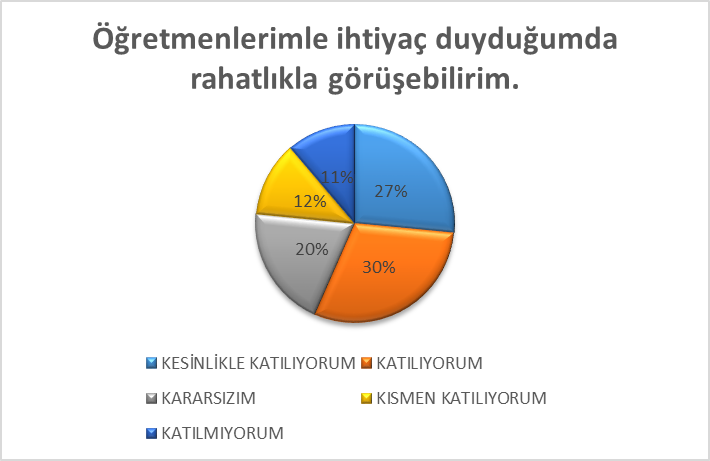 Öğretmenlerimle ihtiyaç duyduğumda
rahatlıkla görüşebilirim.
11%
27%
12%
20%
30%
KESİNLİKLE KATILIYORUM KATILIYORUM
KARARSIZIM KISMEN KATILIYORUM
KATILMIYORUM